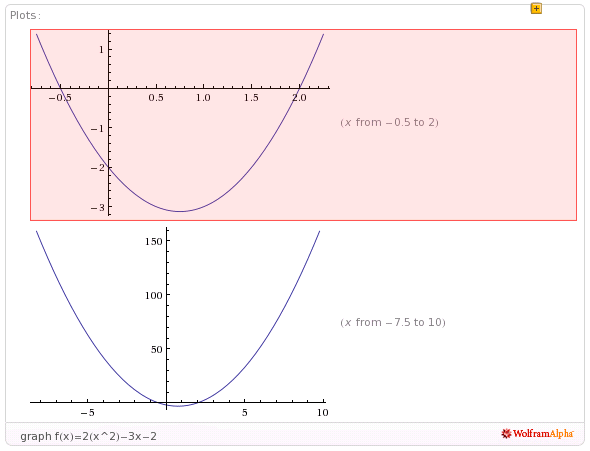 Plots:
1
−0.5 0.5 1.0 1.5 2.0
−1
−2
−3
(x from −0.5 to 2)
150
100
50
−5 5 10
(x from −7.5 to 10)
graph f(x)=2(x^2)−3x−2
WolframAlpha